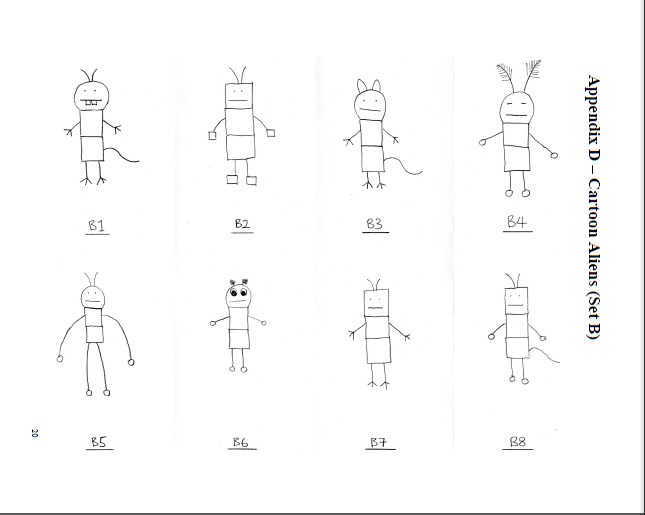 Appendix D – Cartoon Aliens (Set B)
B1
B2
B3
B4
B5
B6
B7
B8
20